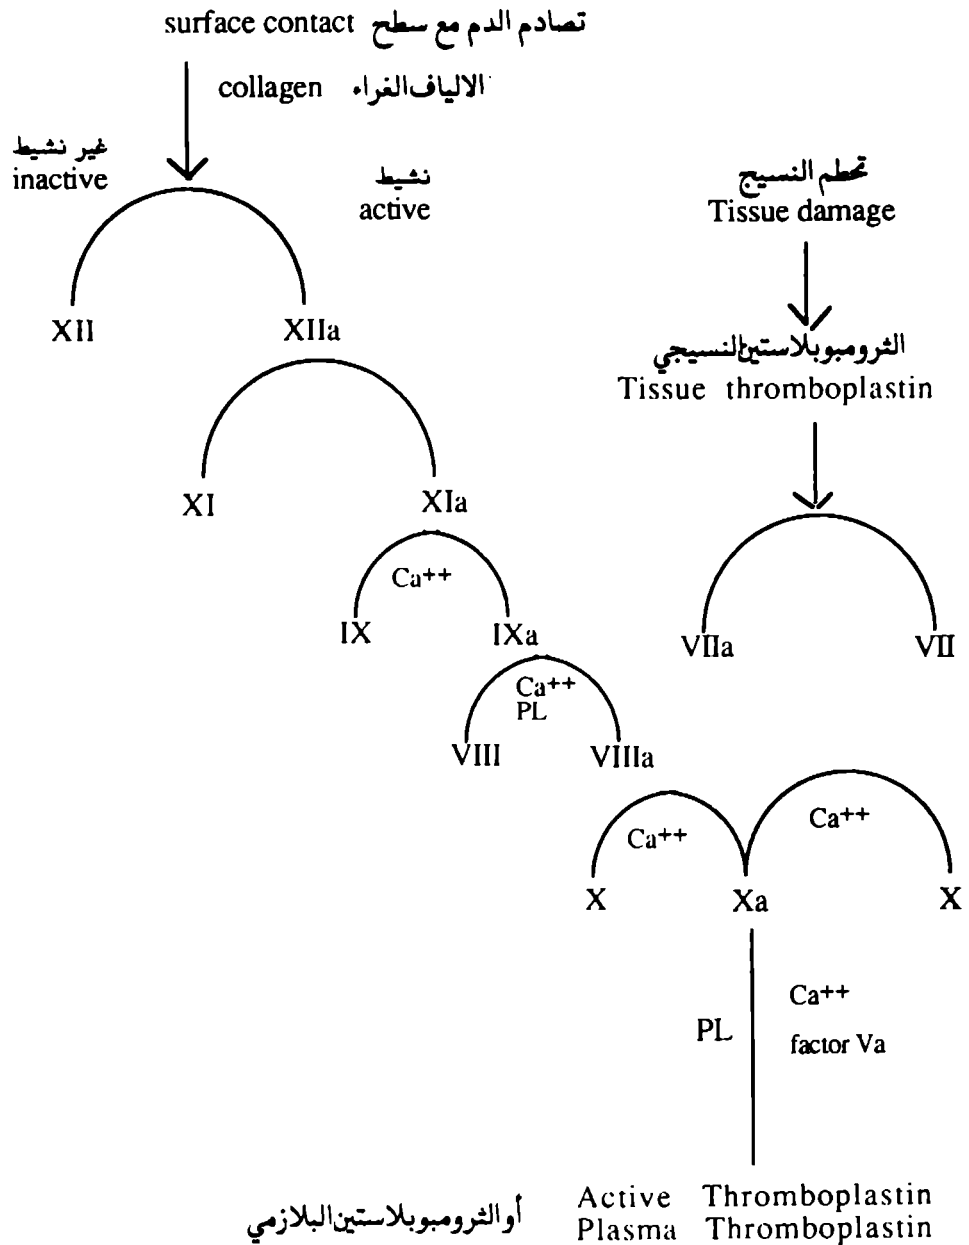 surface contact تصادم الدم مع سطح
collagen الالياف الغراء
غير نشيط
inactive
نشيط
active
تحطم النسيج
Tissue damage
XII XIIa
الثرومبوبلاستين النسيجي
Tissue thromboplastin
XI XIa
Ca++
IX IXa
VIIa VII
Ca++
PL
VIII VIIIa
Ca++ Ca++
X Xa X
Ca++
PL
factor Va
Active Thromboplastin
أو الثرومبوبلاستين البلازمي Plasma Thromboplastin